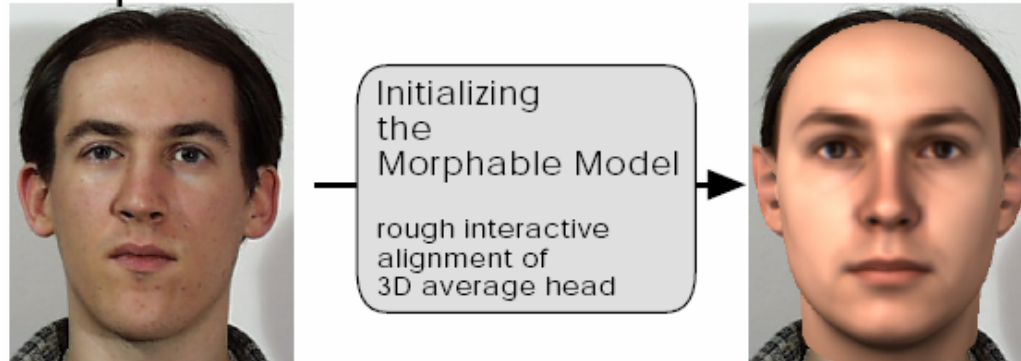 Initializing
the
Morphable Model
rough interactive
alignment of
3D average head